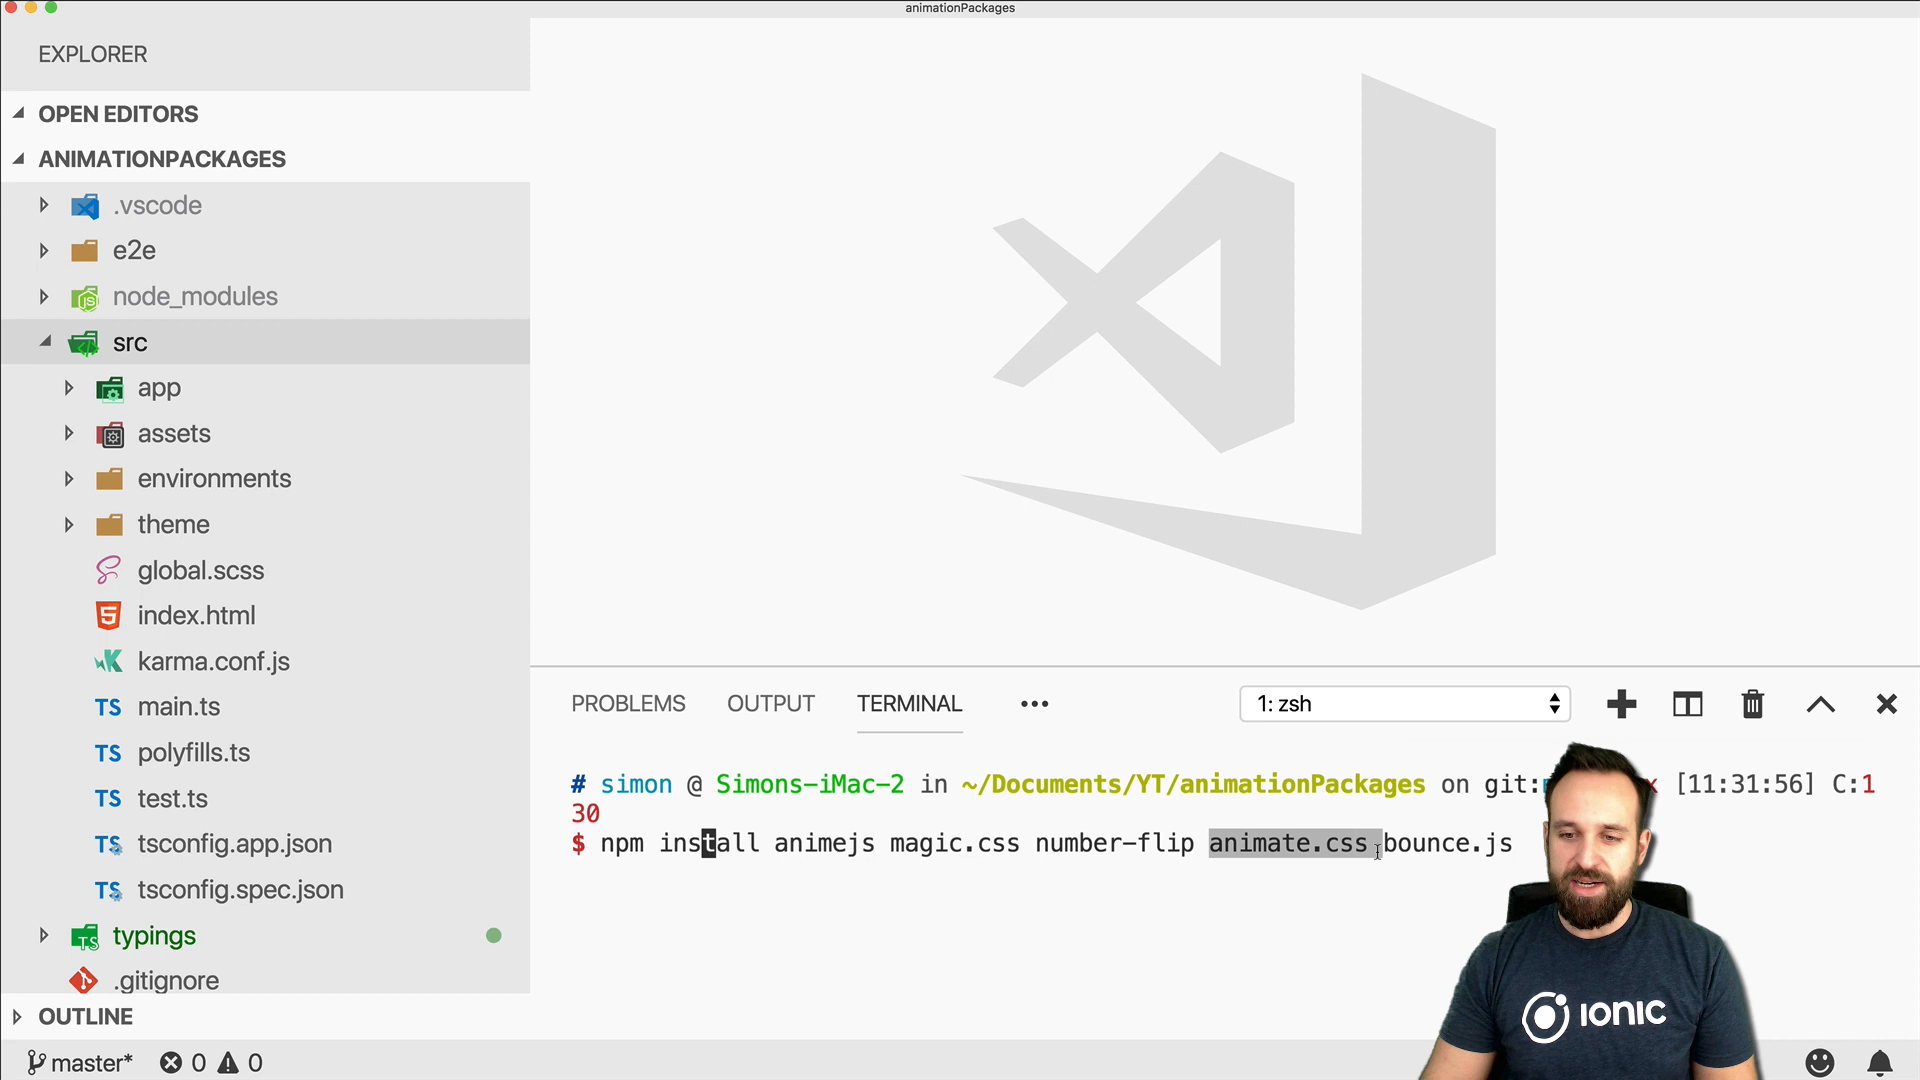 animationPackages
EXPLORER
OPEN EDITORS
ANIMATIONPACKAGES
.vscode
e2e
node_modules
src
app
assets
environments
theme
global.scss
index.html
karma.conf.js
TS main.ts
TS polyfills.ts
TS test.ts
TS tsconfig.app.json
TS tsconfig.spec.json
typings
.gitignore
OUTLINE
master* 0 0
PROBLEMS OUTPUT TERMINAL ••• 1: zsh
# simon @ Simons-iMac-2 in ~/Documents/YT/animationPackages on git: x [11:31:56] C:1
30
$ npm install animejs magic.css number-flip animate.css bounce.js
IONIC